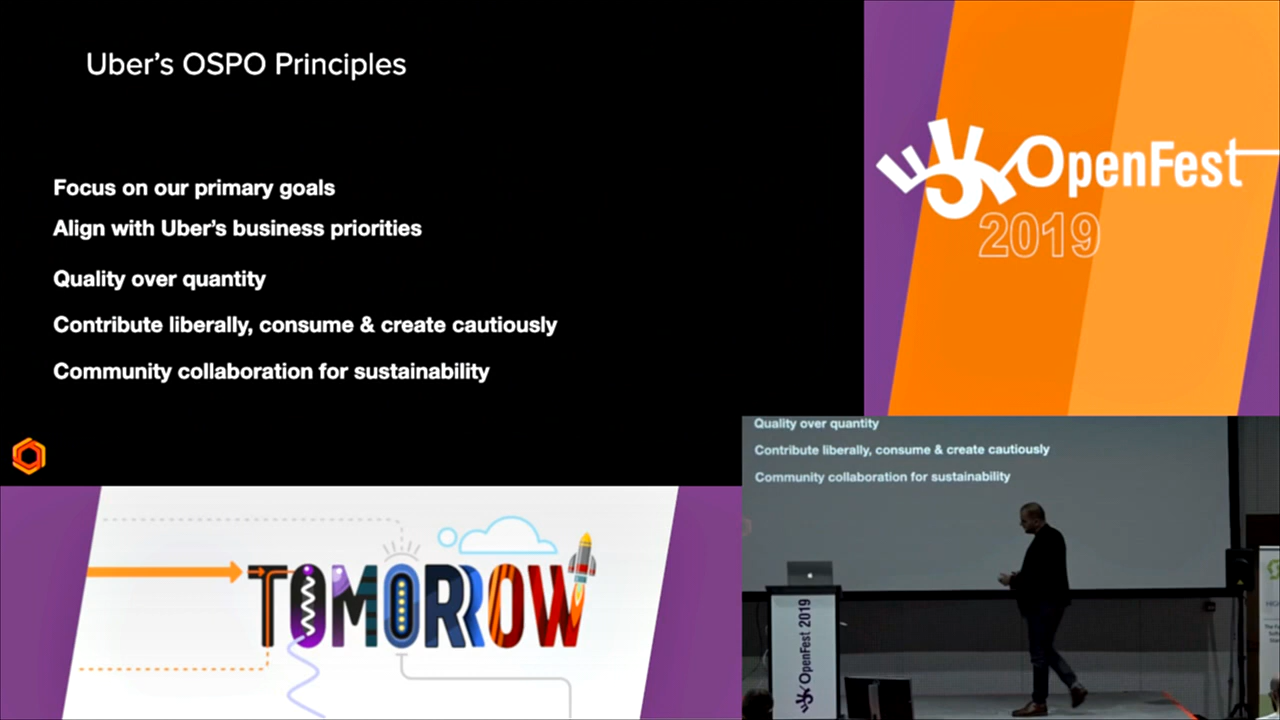 Uber's OSPO Principles
Focus on our primary goals
Align with Uber's business priorities
Quality over quantity
Contribute liberally, consume & create cautiously
Community collaboration for sustainability
OpenFest
2019
TOMORROW
Quality over quantity
Contribute liberally, consume & create cautiously
Community collaboration for sustainability
OpenFest 2019